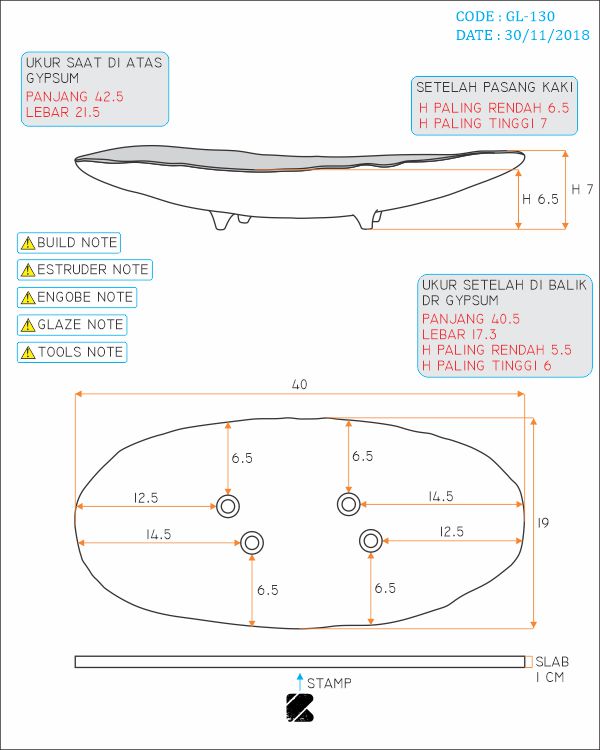 CODE : GL-130
DATE : 30/11/2018
UKUR SAAT DI ATAS
GYPSUM
PANJANG 42.5
LEBAR 21.5
SETELAH PASANG KAKI
H PALING RENDAH 6.5
H PALING TINGGI 7
H 6.5
H 7
BUILD NOTE
ESTRUDER NOTE
ENGOBE NOTE
GLAZE NOTE
TOOLS NOTE
UKUR SETELAH DI BALIK
DR GYPSUM
PANJANG 40.5
LEBAR 17.3
H PALING RENDAH 5.5
H PALING TINGGI 6
40
6.5
6.5
12.5
14.5
19
14.5
12.5
6.5
6.5
SLAB
1 CM
STAMP